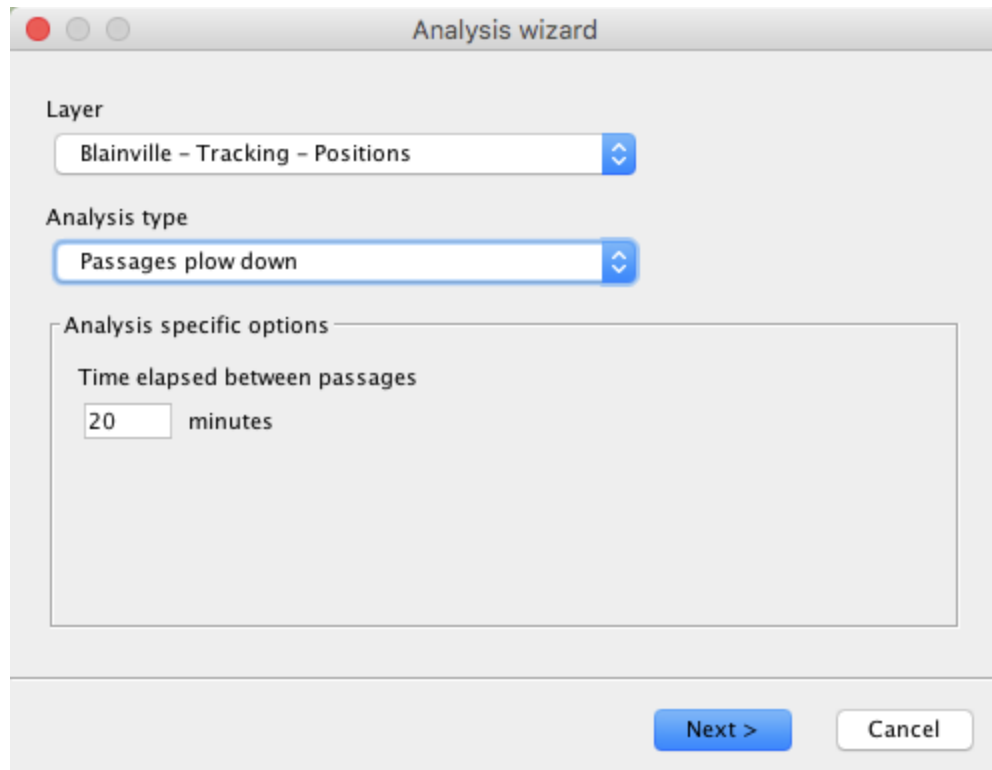 Analysis wizard
Layer
Blainville – Tracking – Positions
Analysis type
Passages plow down
Analysis specific options
Time elapsed between passages
20 minutes
Next > Cancel